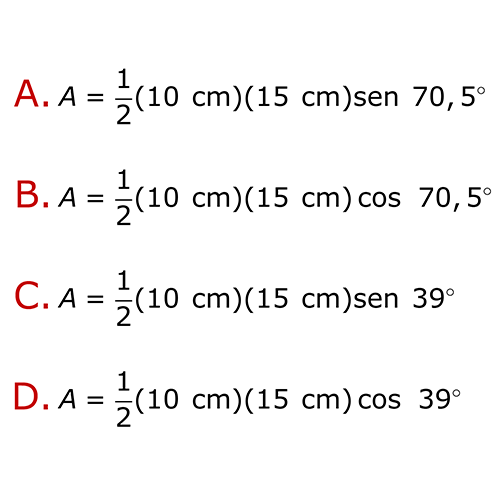 A. A = 1/2 (10 cm)(15 cm)sen 70,5°
B. A = 1/2 (10 cm)(15 cm) cos 70,5°
C. A = 1/2 (10 cm)(15 cm)sen 39°
D. A = 1/2 (10 cm)(15 cm) cos 39°